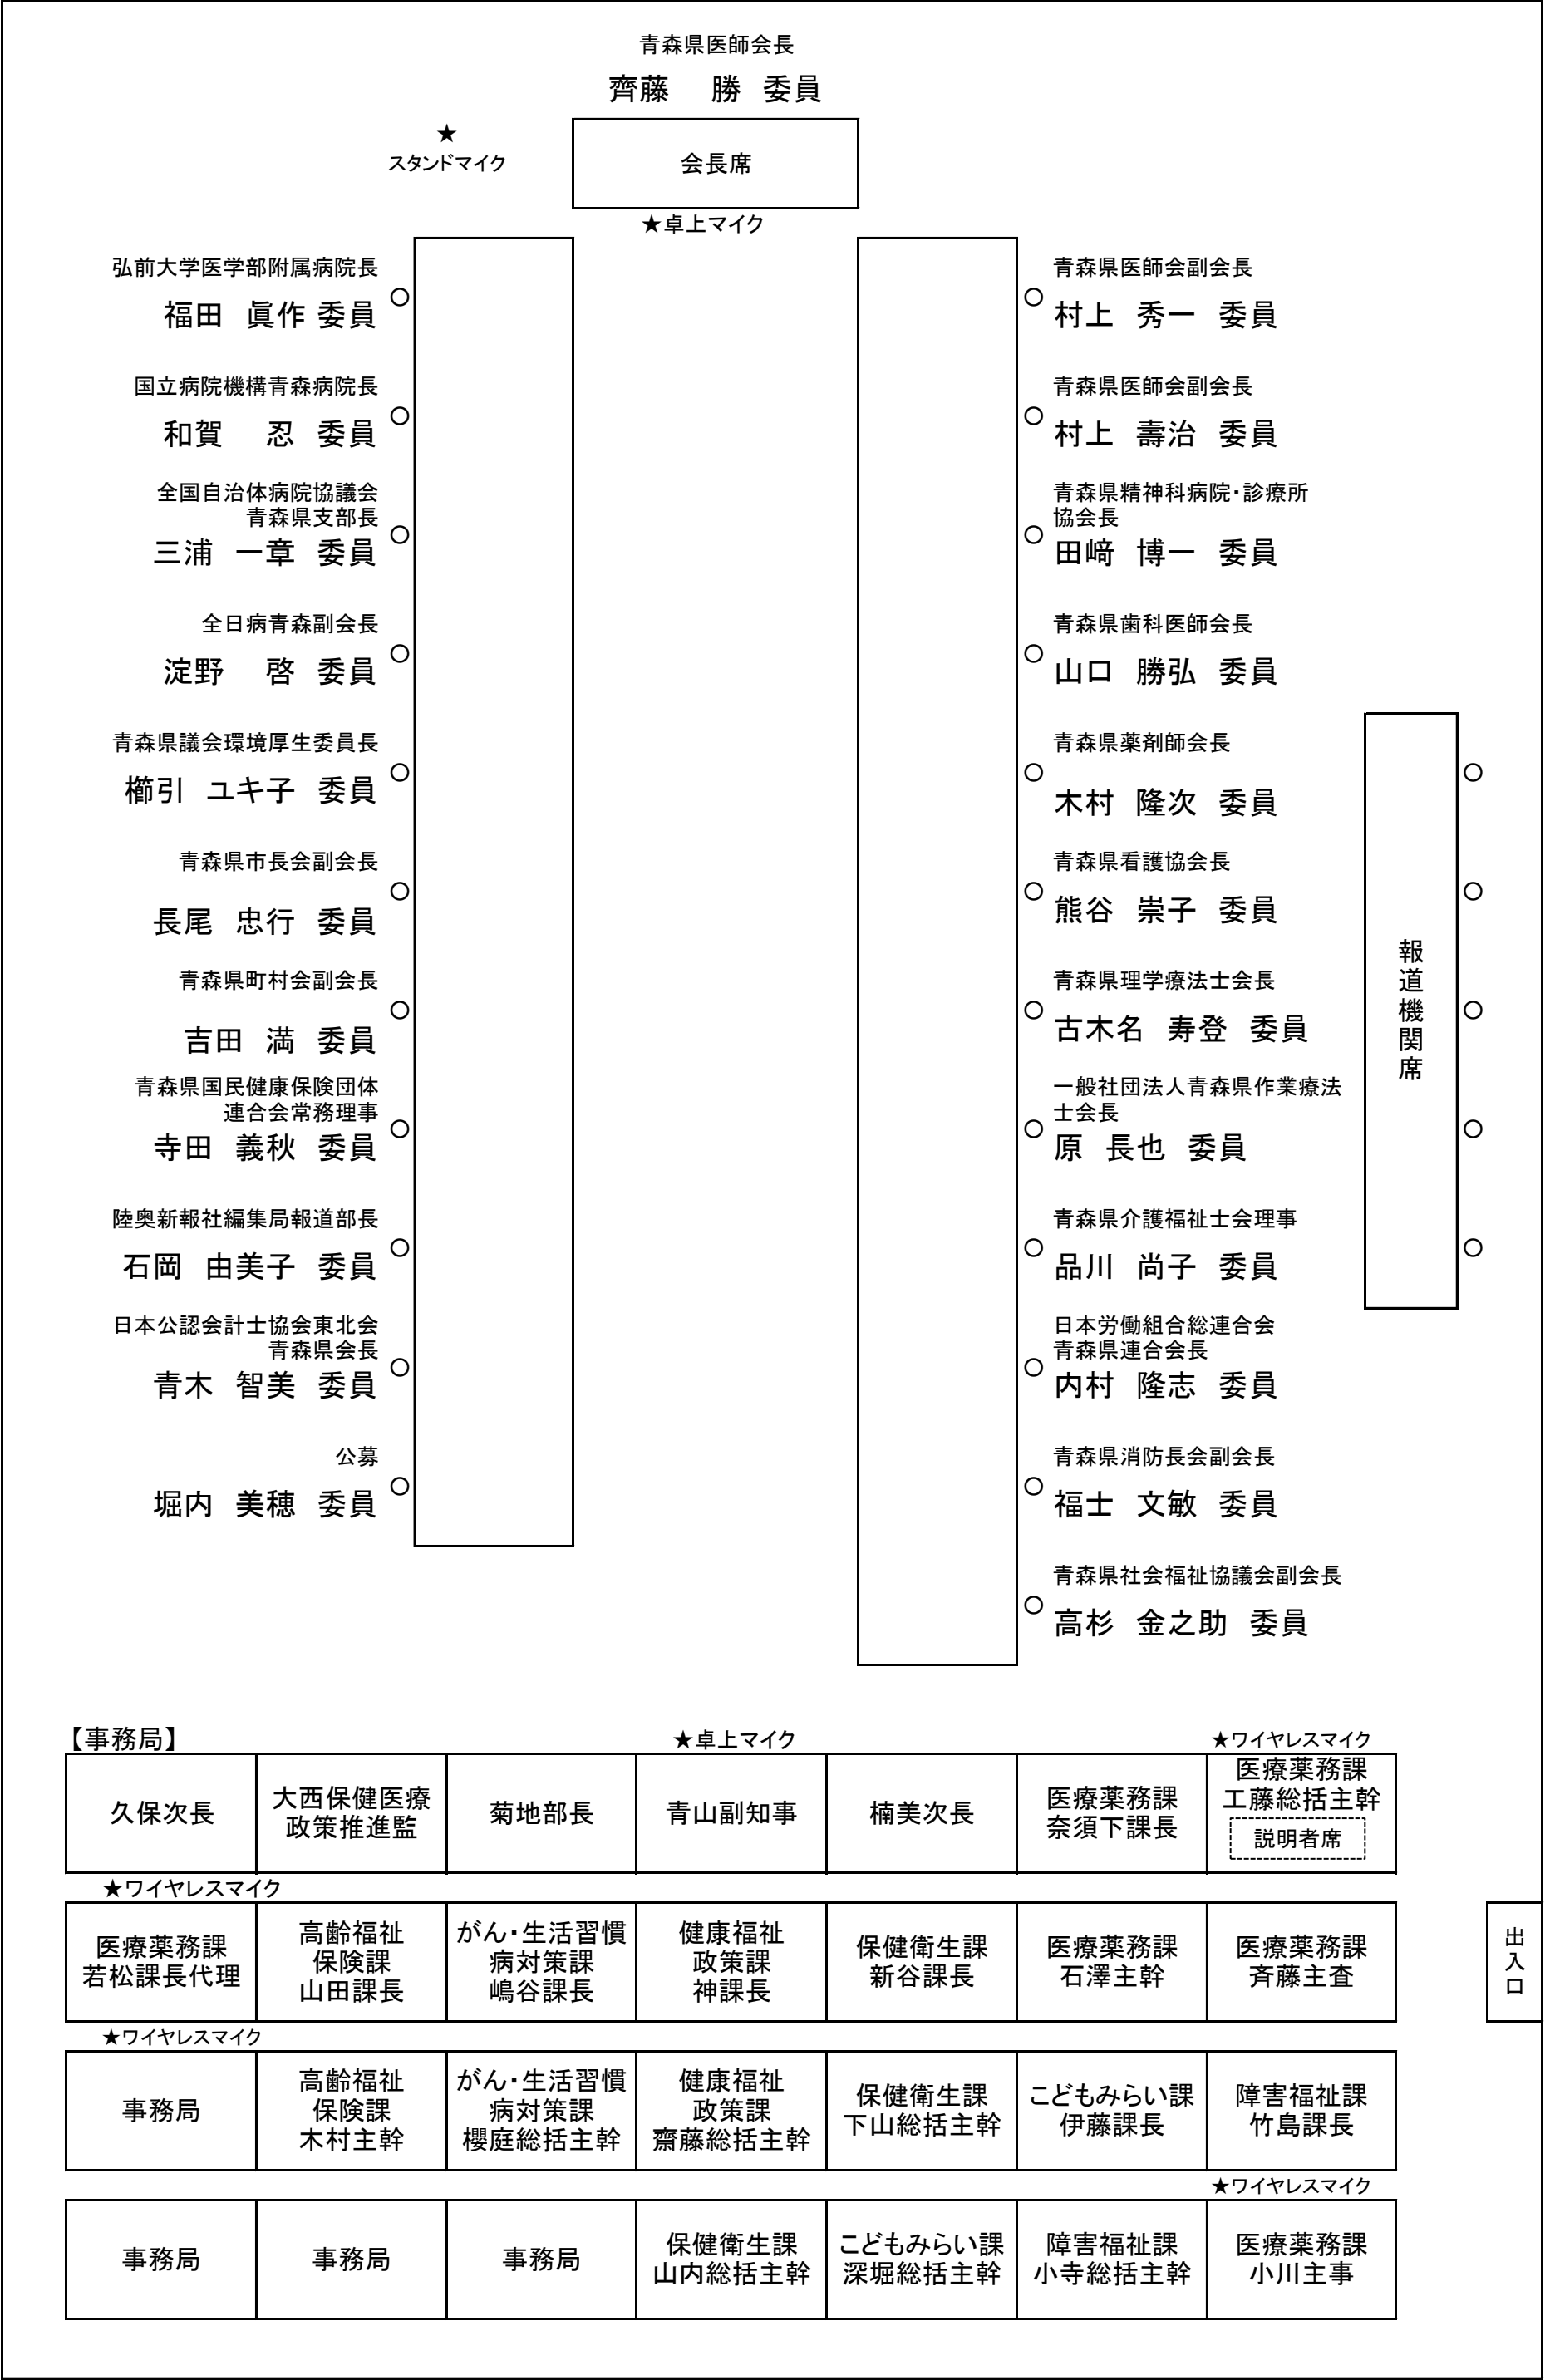 青森県医師会長
齊藤　勝 委員
★
スタンドマイク
会長席
★卓上マイク
弘前大学医学部附属病院長
福田 眞作 委員
国立病院機構青森病院長
和賀　忍 委員
全国自治体病院協議会
青森県支部長
三浦 一章 委員
全日病青森副会長
淀野　啓 委員
青森県議会環境厚生委員長
櫛引 ユキ子 委員
青森県市長会副会長
長尾 忠行 委員
青森県町村会副会長
吉田 満 委員
青森県国民健康保険団体
連合会常務理事
寺田 義秋 委員
陸奥新報社編集局報道部長
石岡 由美子 委員
日本公認会計士協会東北会
青森県会長
青木 智美 委員
公募
堀内 美穂 委員
青森県医師会副会長
村上 秀一 委員
青森県医師会副会長
村上 壽治 委員
青森県精神科病院・診療所
協会長
田﨑 博一 委員
青森県歯科医師会長
山口 勝弘 委員
青森県薬剤師会長
木村 隆次 委員
青森県看護協会長
熊谷 崇子 委員
青森県理学療法士会長
古木名 寿登 委員
一般社団法人青森県作業療法
士会長
原 長也 委員
青森県介護福祉士会理事
品川 尚子 委員
日本労働組合総連合会
青森県連合会長
内村 隆志 委員
青森県消防長会副会長
福士 文敏 委員
青森県社会福祉協議会副会長
高杉 金之助 委員
報道機関席
【事務局】
★卓上マイク
★ワイヤレスマイク
久保次長
大西保健医療
政策推進監
菊地部長
青山副知事
楠美次長
医療薬務課
奈須下課長
医療薬務課
工藤総括主幹
説明者席
★ワイヤレスマイク
医療薬務課
若松課長代理
高齢福祉
保険課
山田課長
がん・生活習慣
病対策課
嶋谷課長
健康福祉
政策課
神課長
保健衛生課
新谷課長
医療薬務課
石澤主幹
医療薬務課
斉藤主査
出入口
★ワイヤレスマイク
事務局
高齢福祉
保険課
木村主幹
がん・生活習慣
病対策課
櫻庭総括主幹
健康福祉
政策課
齋藤総括主幹
保健衛生課
下山総括主幹
こどもみらい課
伊藤課長
障害福祉課
竹島課長
★ワイヤレスマイク
事務局
事務局
事務局
保健衛生課
山内総括主幹
こどもみらい課
深堀総括主幹
障害福祉課
小寺総括主幹
医療薬務課
小川主事